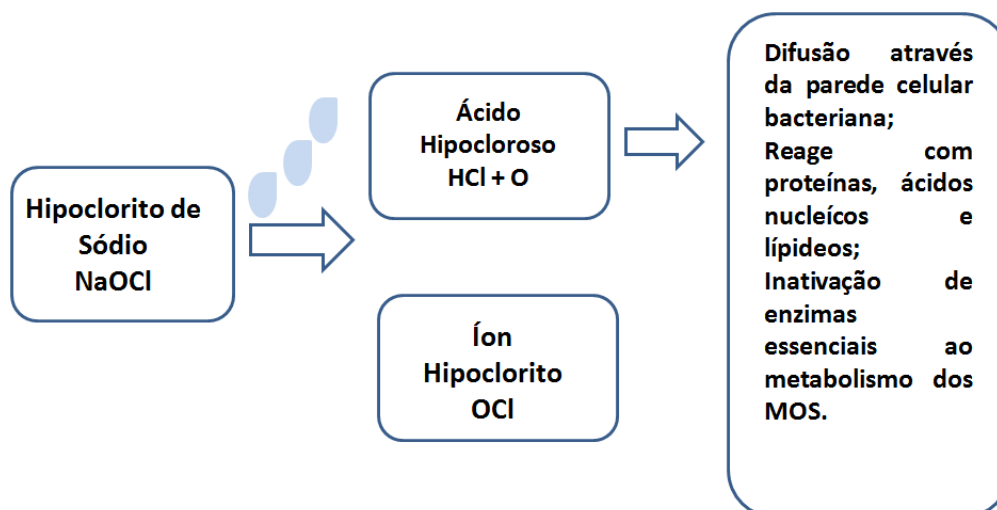 Hipoclorito de
Sódio
NaOCl
Ácido
Hipocloroso
HCl + O
Íon
Hipoclorito
OCl
Difusão através
da parede celular
bacteriana;
Reage com
proteínas, ácidos
nucleícos e
lípideos;
Inativação de
enzimas
essenciais ao
metabolismo dos
MOS.